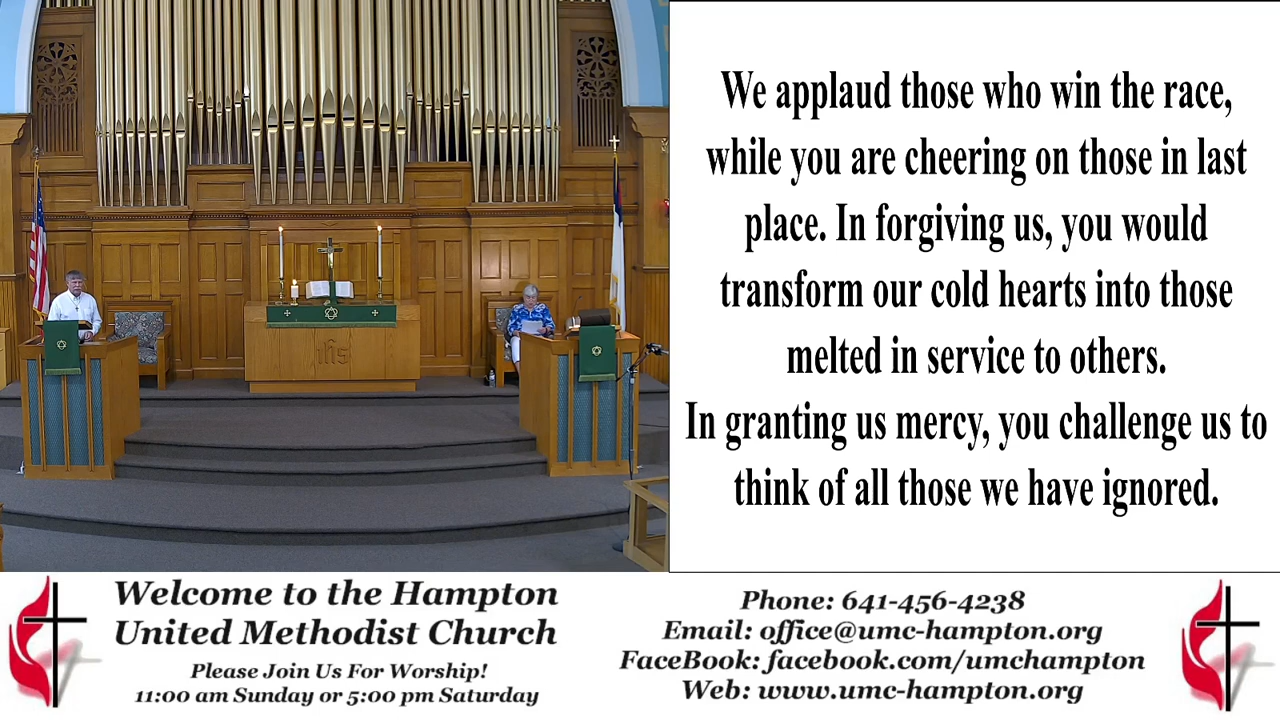 We applaud those who win the race,
while you are cheering on those in last
place. In forgiving us, you would
transform our cold hearts into those
melted in service to others.
In granting us mercy, you challenge us to
think of all those we have ignored.
ihs
Welcome to the Hampton
United Methodist Church
Please Join Us For Worship!
11:00 am Sunday or 5:00 pm Saturday
Phone: 641-456-4238
Email: office@umc-hampton.org
FaceBook: facebook.com/umchampton
Web: www.umc-hampton.org